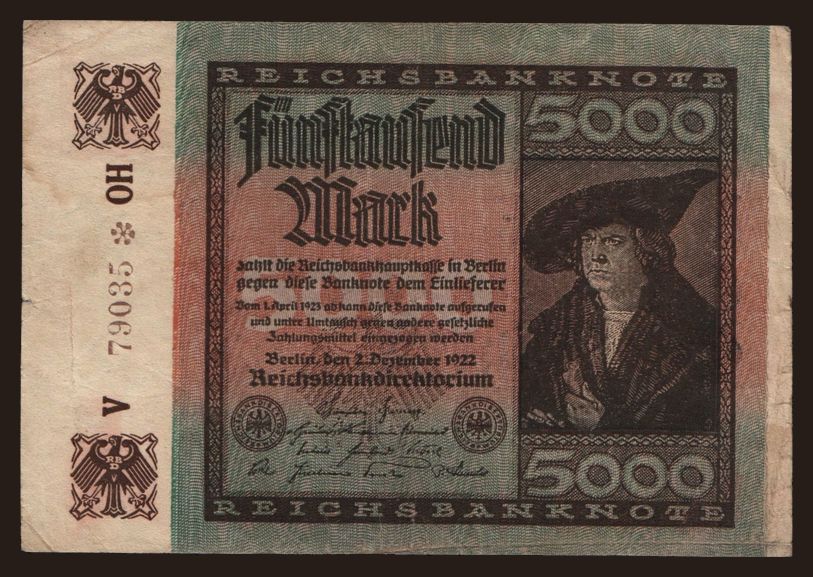 REICHSBANKNOTE
5000
Fünftausend
Mark
zahlt die Reichsbankhauptkasse in Berlin
gegen diese Banknote dem Einlieferer
Vom 1. April 1923 ab kann diese Banknote aufgerufen
und unter Umtausch gegen andere gesetzliche
Zahlungsmittel eingezogen werden
Berlin, den 2. Dezember 1922
Reichsbankdirektorium
5000
REICHSBANKNOTE
V 79035 * OH